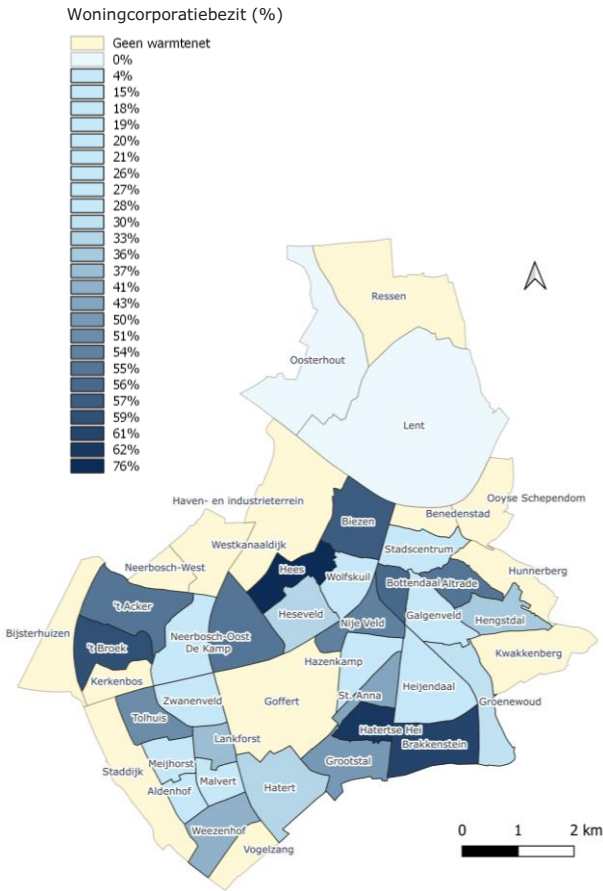 Woningcorporatiebezit (%)
Geen warmtenet
0%
4%
15%
18%
19%
20%
21%
26%
27%
28%
30%
33%
36%
37%
41%
43%
50%
51%
54%
55%
56%
57%
59%
61%
62%
76%
Ressen
Oosterhout
Lent
Haven- en industrieterrein
Ooyse Schependom
Benedenstad
Biezen
Westkanaaldijk
Stadscentrum
Neerbosch-West
Hees
Hunnerberg
Wolfskuil
Bottendaal
Altrade
't Acker
Heseveld
Nije Veld
Galgenveld
Hengstdal
Bijsterhuizen
Neerbosch-Oost
't Broek
De Kamp
Kwakkenberg
Hazenkamp
Kerkenbos
Heijendaal
Zwanenveld
Goffert
St. Anna
Groenewoud
Tolhuis
Hatertse Hei
Lankforst
Brakkenstein
Grootstal
Meijhorst
Staddijk
Malvert
Hatert
Aldenhof
Weezenhof
Vogelzang
0 1 2 km